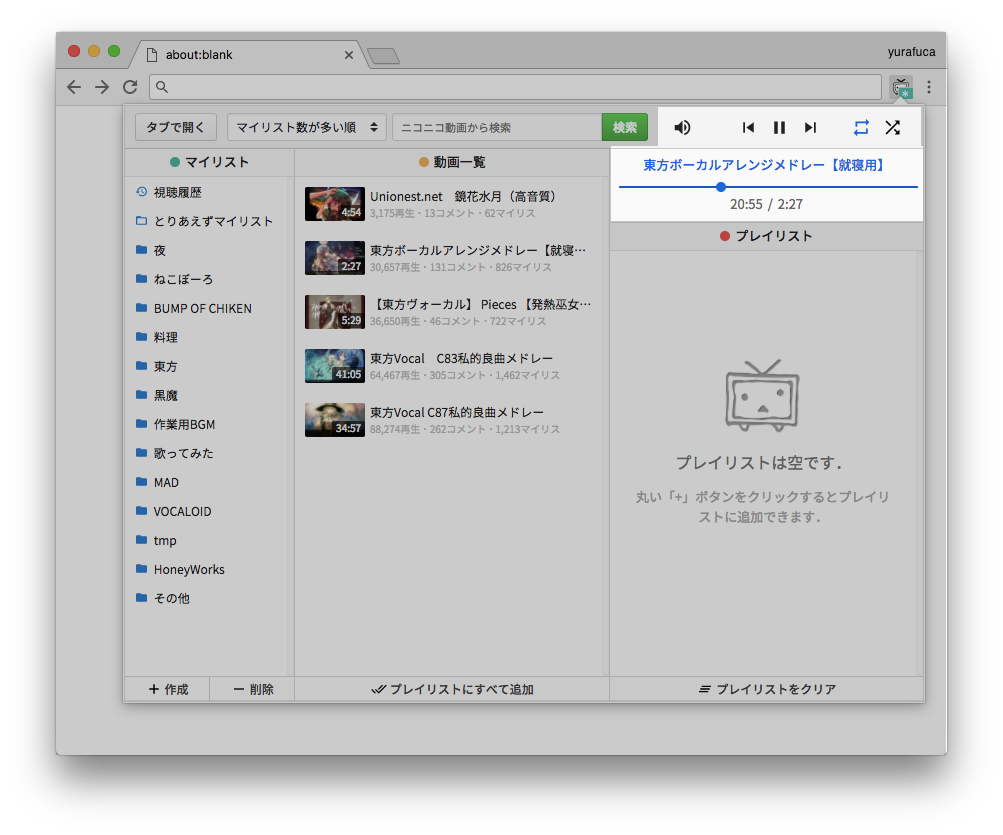 about:blank
yurafuca
タブで開く
マイリスト数が多い順
ニコニコ動画から検索
検索
マイリスト
視聴履歴
とりあえずマイリスト
夜
ねこぼーろ
BUMP OF CHIKEN
料理
東方
黒魔
作業用BGM
歌ってみた
MAD
VOCALOID
tmp
HoneyWorks
その他
+ 作成
− 削除
動画一覧
4:54
Unionest.net 鏡花水月（高音質）
3,175再生・13コメント・62マイリス
2:27
東方ボーカルアレンジメドレー【就寝…
30,657再生・131コメント・826マイリス
5:29
【東方ヴォーカル】 Pieces 【発熱巫女…
36,650再生・46コメント・722マイリス
41:05
東方Vocal　C83私的良曲メドレー
64,467再生・305コメント・1,462マイリス
34:57
東方Vocal C87私的良曲メドレー
88,274再生・262コメント・1,213マイリス
プレイリストにすべて追加
東方ボーカルアレンジメドレー【就寝用】
20:55 / 2:27
プレイリスト
プレイリストは空です．
丸い「+」ボタンをクリックするとプレイリ
ストに追加できます．
プレイリストをクリア